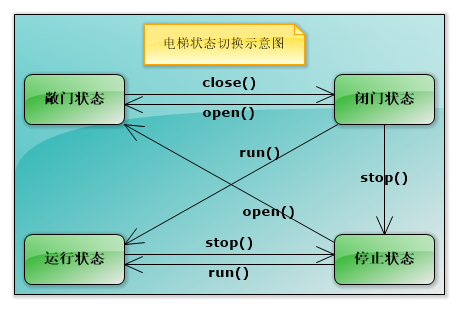 电梯状态切换示意图
close()
敞门状态
闭门状态
open()
run()
stop()
open()
stop()
运行状态
停止状态
run()